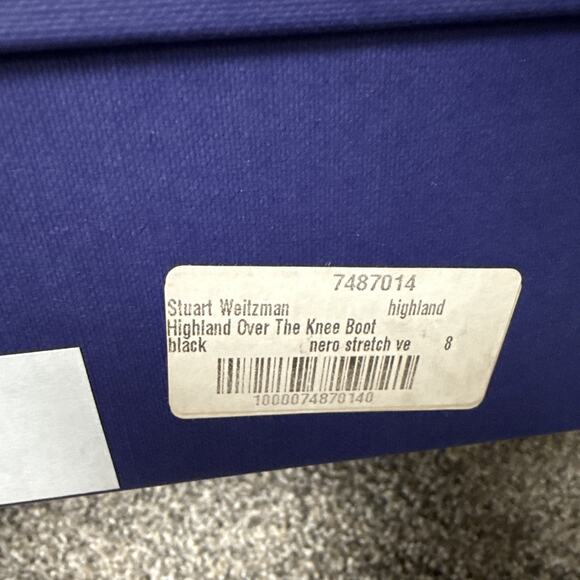 7487014
Stuart Weitzman highland
Highland Over The Knee Boot
black nero stretch ve 8
1000074870140